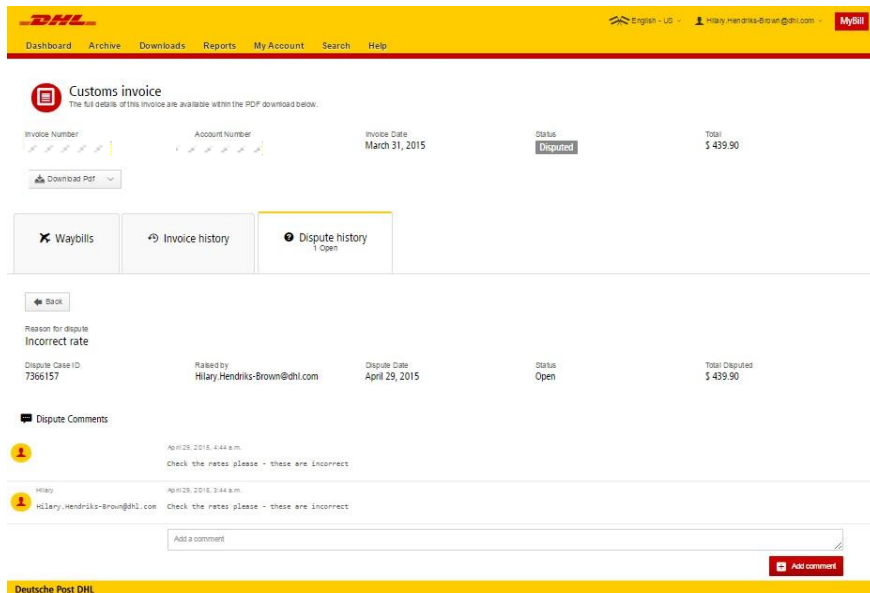 DHL
English - US
Hilary.Hendriks-Brown@dhl.com
MyBill
Dashboard Archive Downloads Reports My Account Search Help
Customs invoice
The full details of this invoice are available within the PDF download below.
Invoice Number Account Number Invoice Date Status Total
March 31, 2015 Disputed $ 439.90
Download Pdf
Waybills Invoice history Dispute history
1 Open
Back
Reason for dispute
Incorrect rate
Dispute Case ID Raised by Dispute Date Status Total Disputed
7366157 Hilary.Hendriks-Brown@dhl.com April 29, 2015 Open $ 439.90
Dispute Comments
April 29, 2015, 4:44 a.m.
Check the rates please - these are incorrect
Hilary April 29, 2015, 3:44 a.m.
Hilary.Hendriks-Brown@dhl.com Check the rates please - these are incorrect
Add a comment
Add comment
Deutsche Post DHL